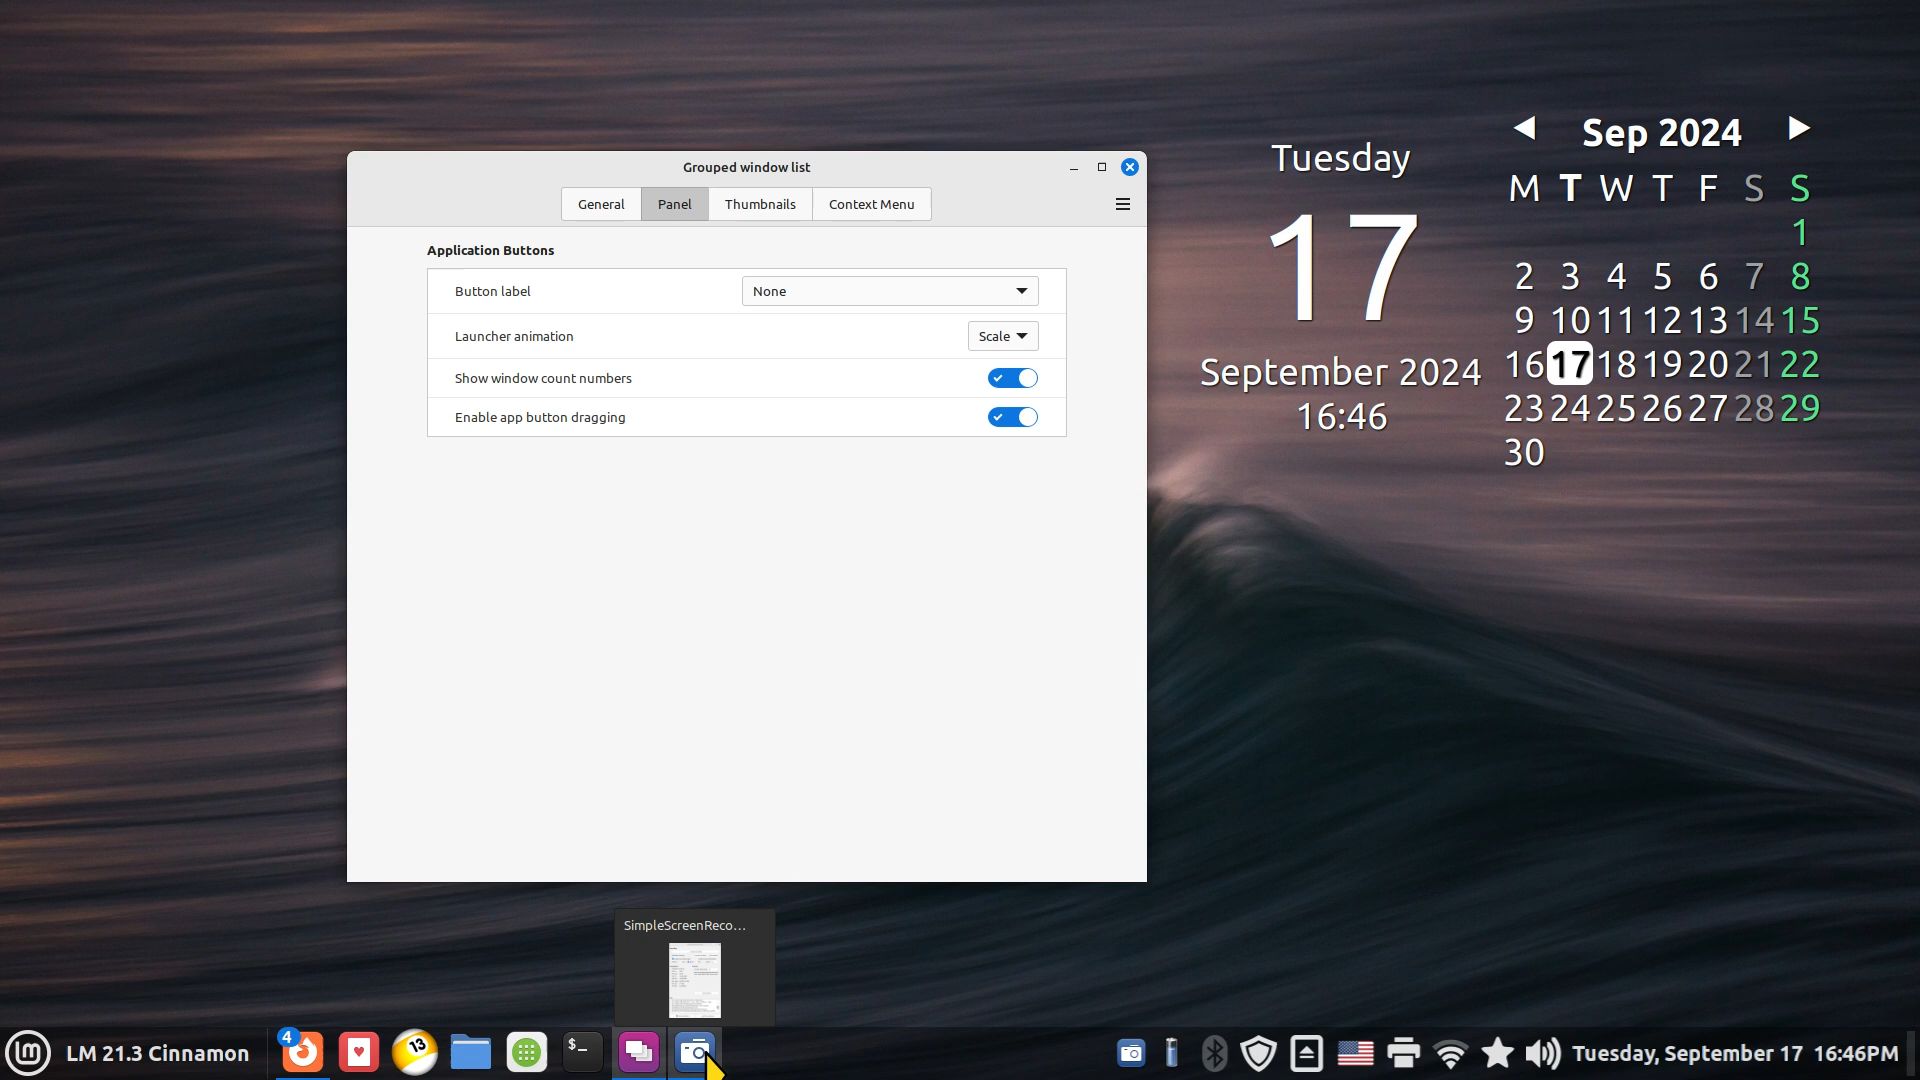 Grouped window list
General Panel Thumbnails Context Menu
Application Buttons
Button label None
Launcher animation Scale
Show window count numbers
Enable app button dragging
Tuesday
17
September 2024
16:46
Sep 2024
M T W T F S S
1
2 3 4 5 6 7 8
9 10 11 12 13 14 15
16 17 18 19 20 21 22
23 24 25 26 27 28 29
30
SimpleScreenReco...
LM 21.3 Cinnamon
4
13
$_
Tuesday, September 17 16:46PM